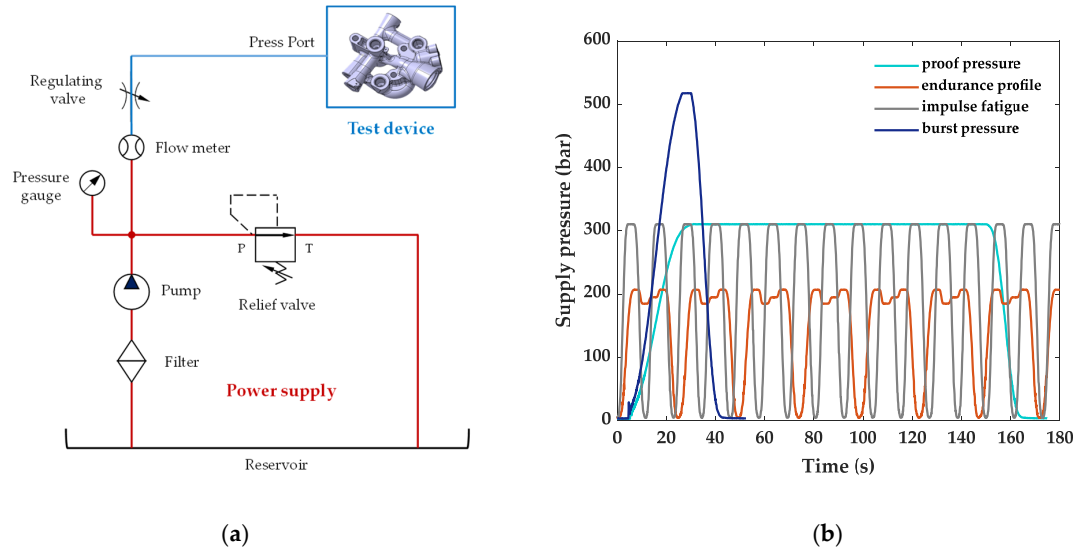 Press Port
Regulating
valve
Test device
Flow meter
Pressure
gauge
P
T
Pump
Relief valve
Filter
Power supply
Reservoir
(a)
600
500
400
300
200
100
0
Supply pressure (bar)
proof pressure
endurance profile
impulse fatigue
burst pressure
0
20
40
60
80
100
120
140
160
180
Time (s)
(b)